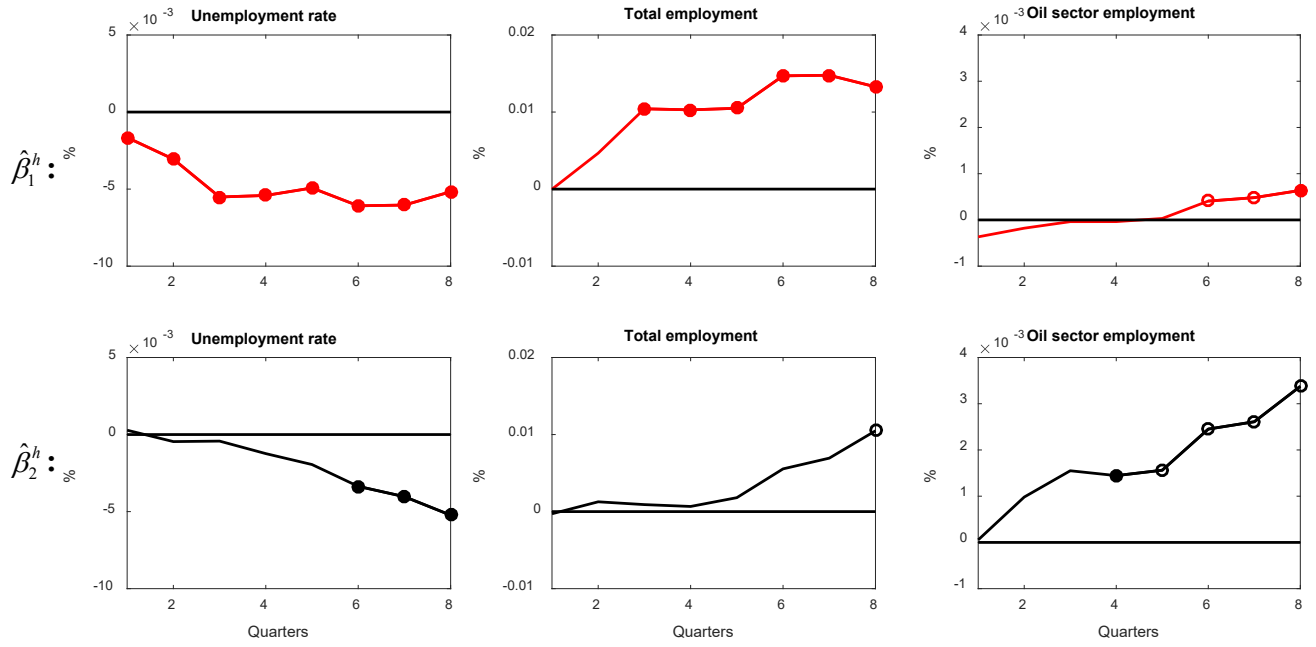 Unemployment rate
Total employment
Oil sector employment
× 10 -3
5
0
-5
-10
%
2 4 6 8
0.02
0.01
0
-0.01
%
2 4 6 8
× 10 -3
4
3
2
1
0
-1
%
2 4 6 8
β̂₁ʰ :
Unemployment rate
Total employment
Oil sector employment
× 10 -3
5
0
-5
-10
%
2 4 6 8
Quarters
0.02
0.01
0
-0.01
%
2 4 6 8
Quarters
× 10 -3
4
3
2
1
0
-1
%
2 4 6 8
Quarters
β̂₂ʰ :